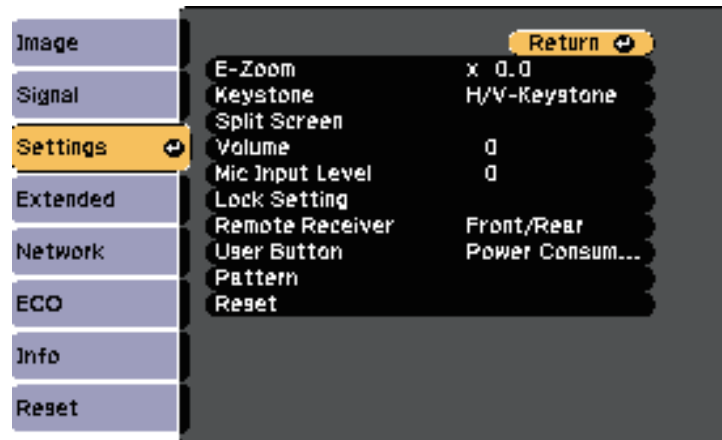 Image
Signal
Settings
Extended
Network
ECO
Info
Reset
Return
E-Zoom x 0.0
Keystone H/V-Keystone
Split Screen
Volume 0
Mic Input Level 0
Lock Setting
Remote Receiver Front/Rear
User Button Power Consum...
Pattern
Reset